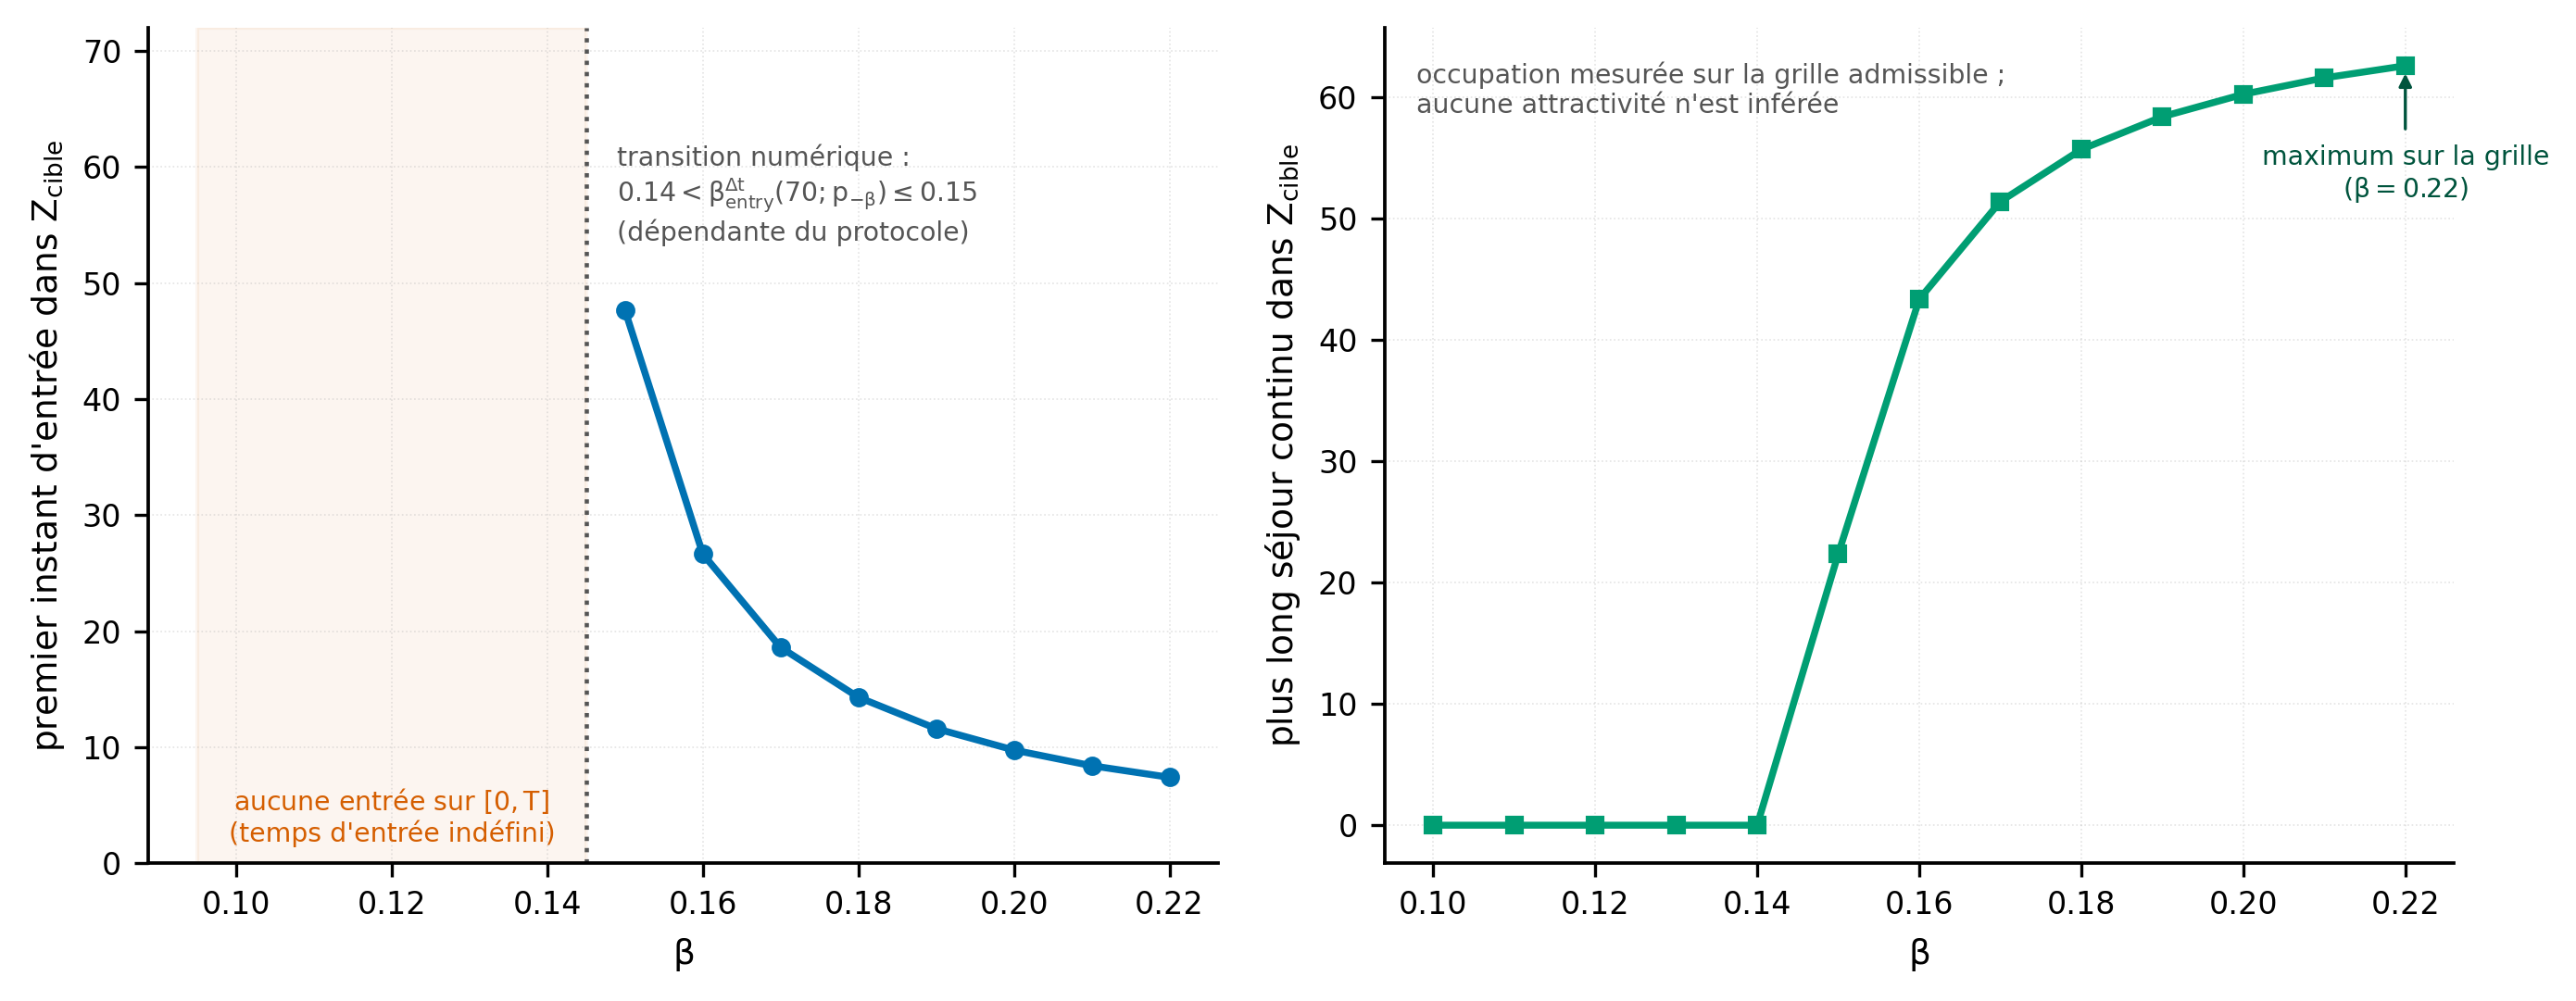 premier instant d'entrée dans Z_cible
70
60
50
40
30
20
10
0
transition numérique :
0.14 < β^Δt_entry(70; p_−β) ≤ 0.15
(dépendante du protocole)
aucune entrée sur [0, T]
(temps d'entrée indéfini)
0.10 0.12 0.14 0.16 0.18 0.20 0.22
β
plus long séjour continu dans Z_cible
60
50
40
30
20
10
0
occupation mesurée sur la grille admissible ;
aucune attractivité n'est inférée
maximum sur la grille
(β = 0.22)
0.10 0.12 0.14 0.16 0.18 0.20 0.22
β